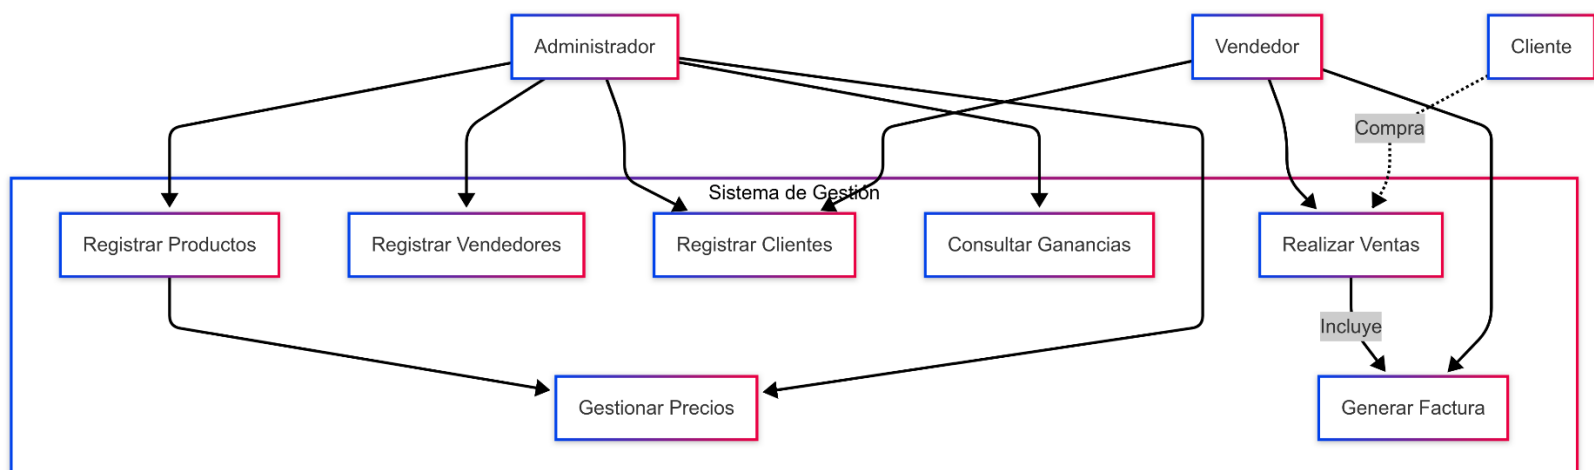 Administrador
Vendedor
Cliente
Compra
Sistema de Gestión
Registrar Productos
Registrar Vendedores
Registrar Clientes
Consultar Ganancias
Realizar Ventas
Incluye
Gestionar Precios
Generar Factura